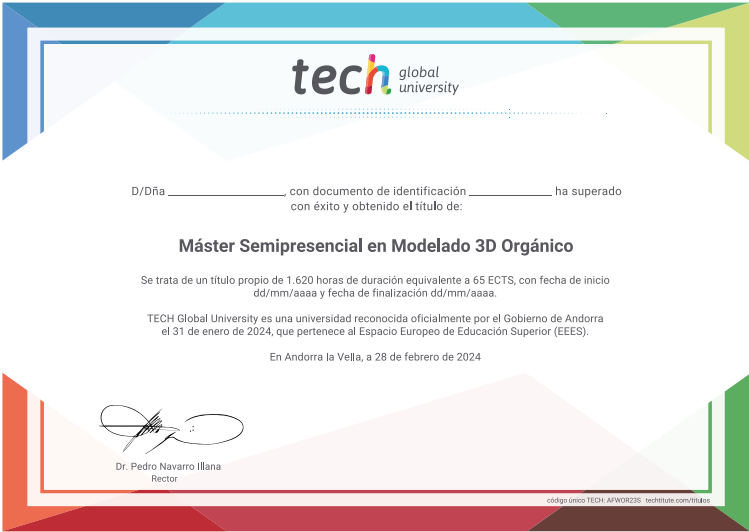 tech global university
D/Dña ____________________, con documento de identificación ______________ ha superado
con éxito y obtenido el título de:
Máster Semipresencial en Modelado 3D Orgánico
Se trata de un título propio de 1.620 horas de duración equivalente a 65 ECTS, con fecha de inicio
dd/mm/aaaa y fecha de finalización dd/mm/aaaa.
TECH Global University es una universidad reconocida oficialmente por el Gobierno de Andorra
el 31 de enero de 2024, que pertenece al Espacio Europeo de Educación Superior (EEES).
En Andorra la Vella, a 28 de febrero de 2024
Dr. Pedro Navarro Illana
Rector
código único TECH: AFWOR23S techtitute.com/titulos